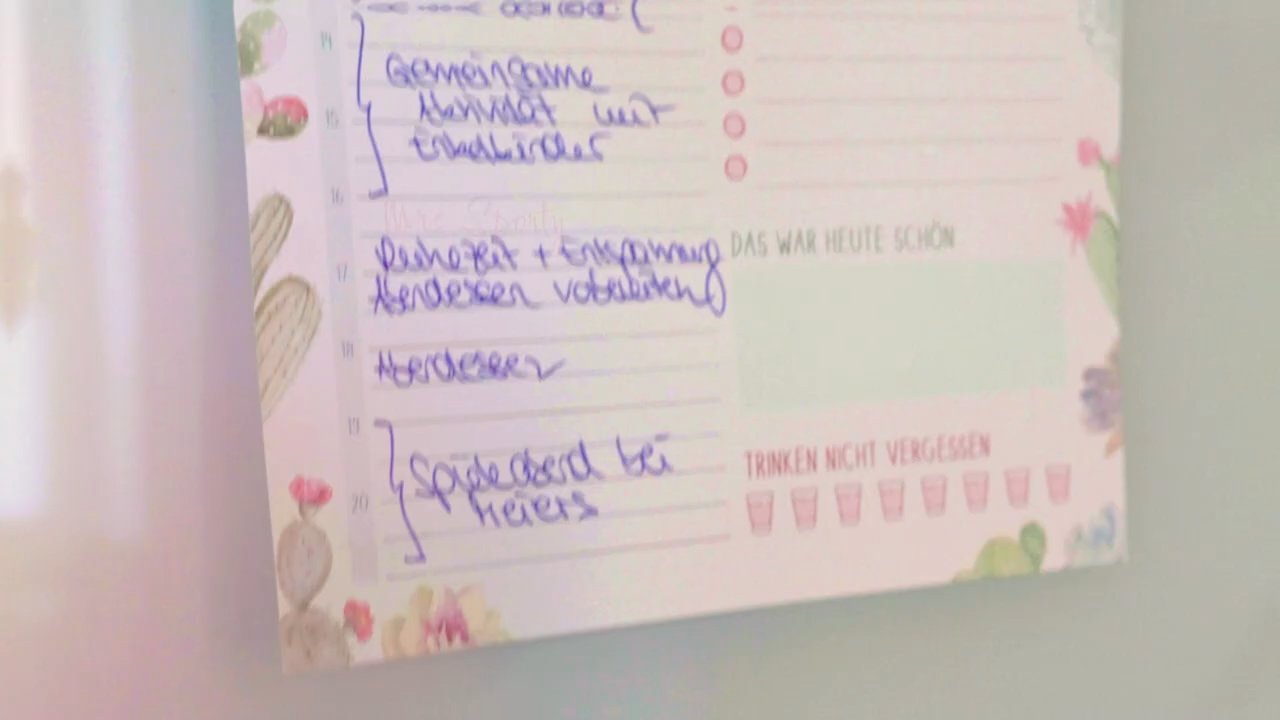 14
Gemeinsame
15
Aktivität mit
Enkelkinder
16
Ruhezeit + Entspannung
17
Abendessen vorbereiten
18
Abendessen
19
Spieleabend bei
20
Meiers
DAS WAR HEUTE SCHÖN
TRINKEN NICHT VERGESSEN